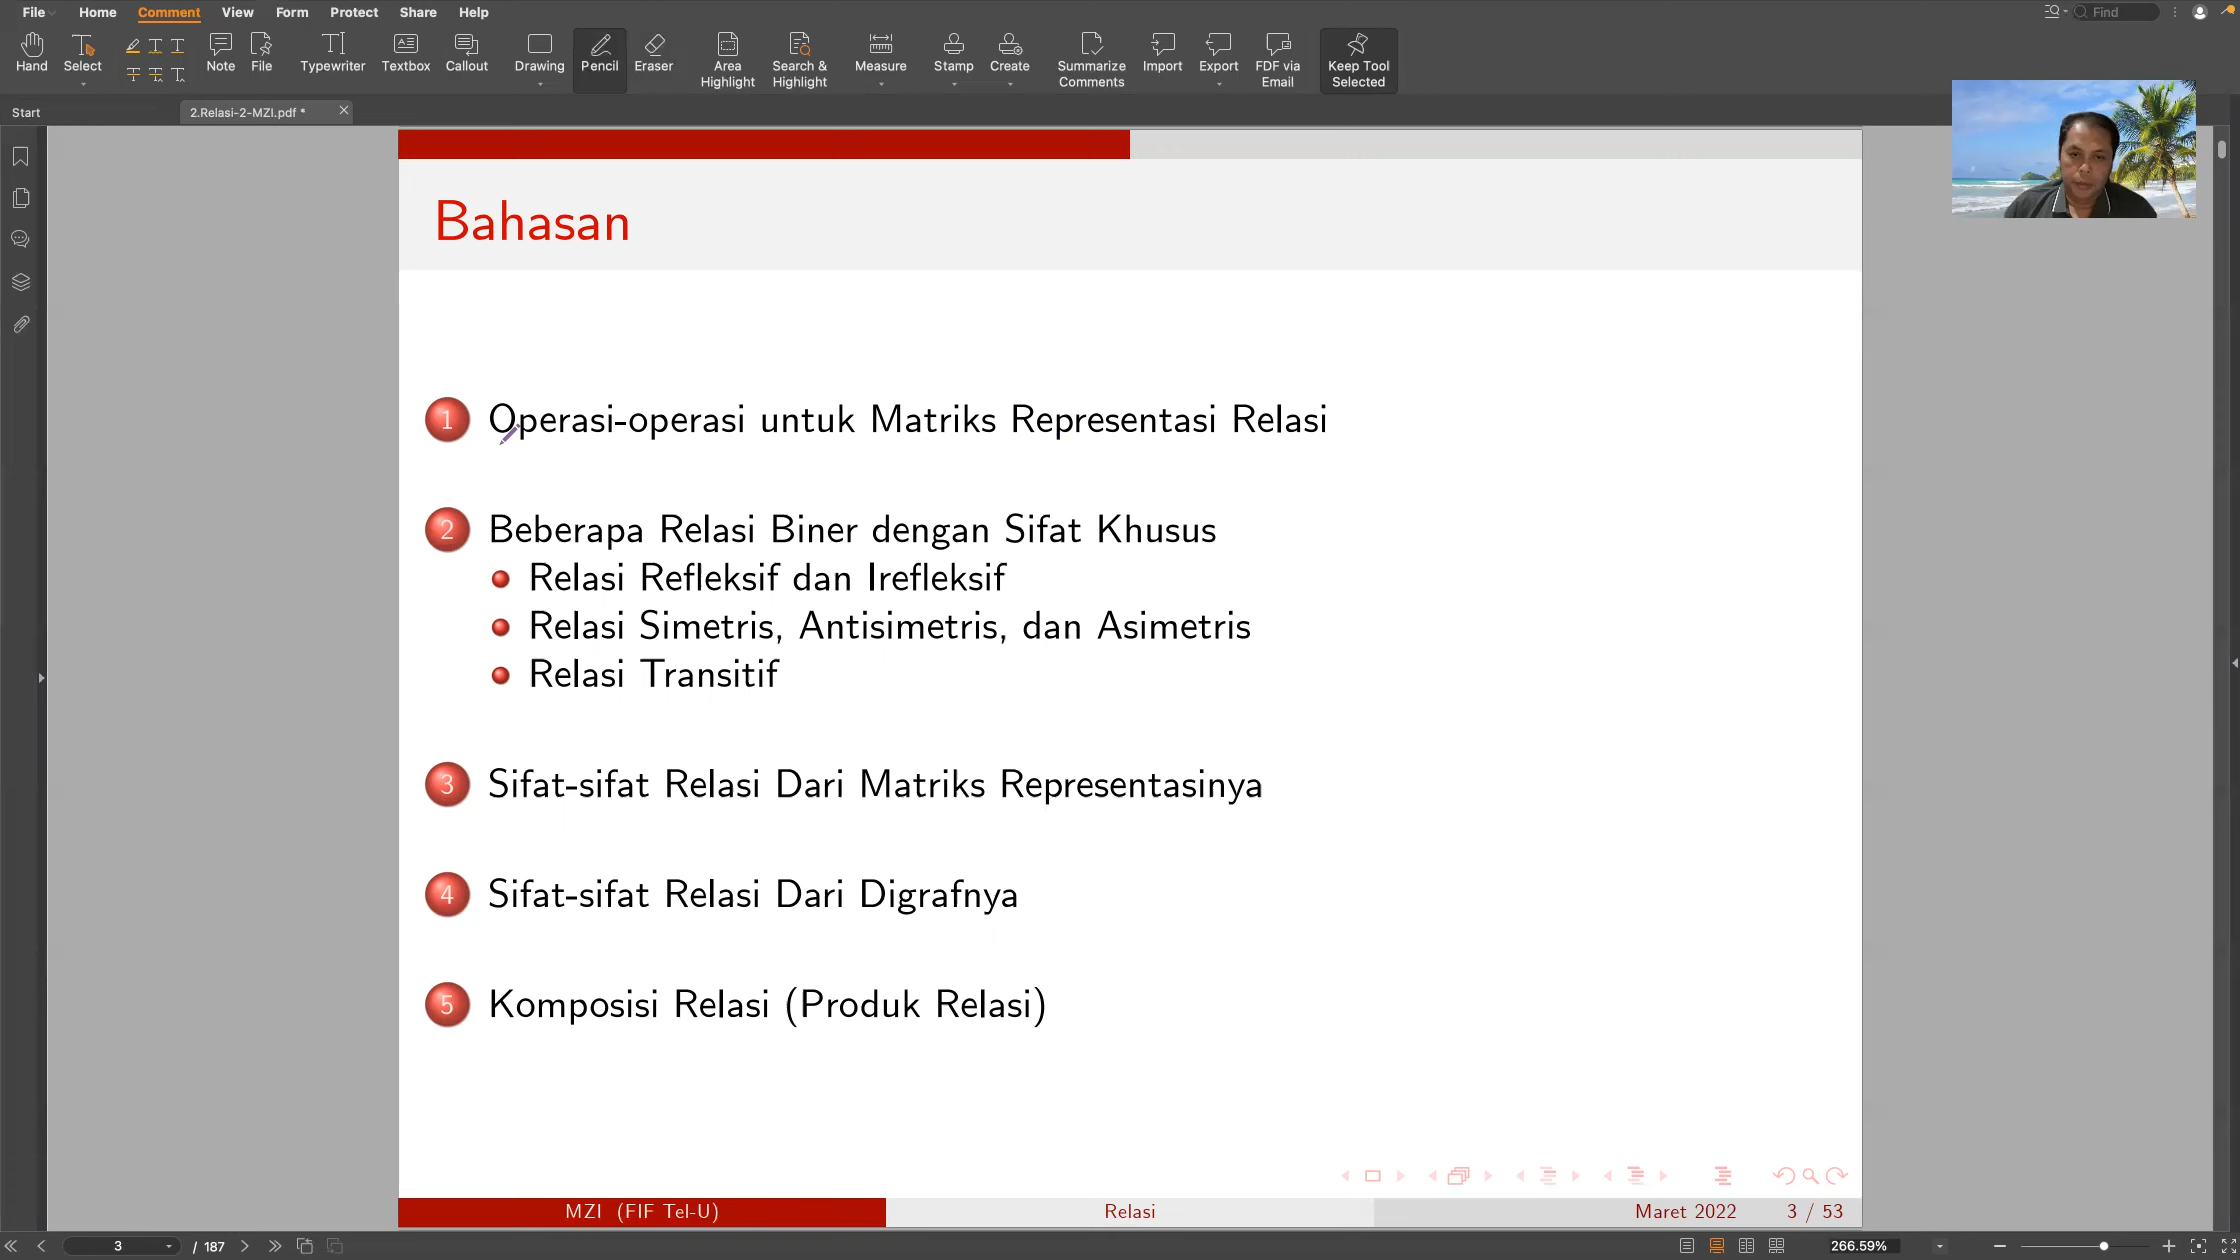 File Home Comment View Form Protect Share Help Find
Hand Select Note File Typewriter Textbox Callout Drawing Pencil Eraser Area Highlight Search & Highlight Measure Stamp Create Summarize Comments Import Export FDF via Email Keep Tool Selected
Start 2.Relasi-2-MZI.pdf *
Bahasan
1 Operasi-operasi untuk Matriks Representasi Relasi
2 Beberapa Relasi Biner dengan Sifat Khusus
Relasi Refleksif dan Irefleksif
Relasi Simetris, Antisimetris, dan Asimetris
Relasi Transitif
3 Sifat-sifat Relasi Dari Matriks Representasinya
4 Sifat-sifat Relasi Dari Digrafnya
5 Komposisi Relasi (Produk Relasi)
MZI (FIF Tel-U) Relasi Maret 2022 3 / 53
3 / 187 266.59%